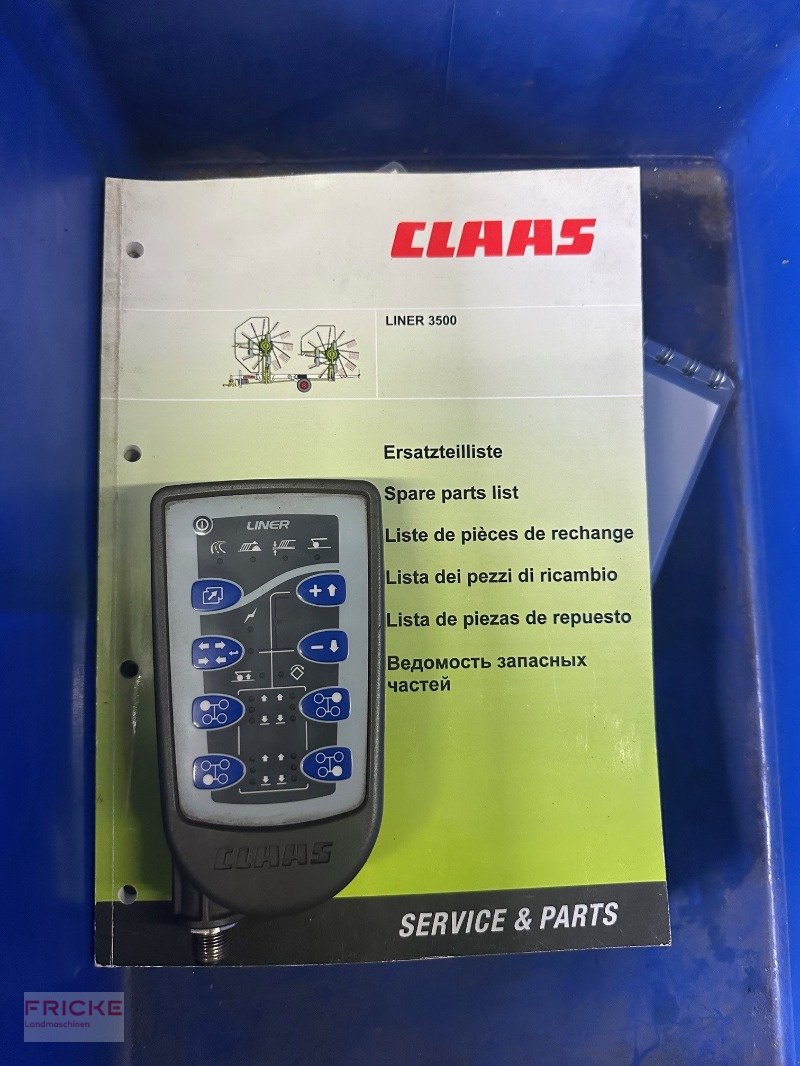 CLAAS
LINER 3500
Ersatzteilliste
Spare parts list
Liste de pièces de rechange
Lista dei pezzi di ricambio
Lista de piezas de repuesto
Ведомость запасных
частей
LINER
CLAAS
SERVICE & PARTS
FRICKE
Landmaschinen